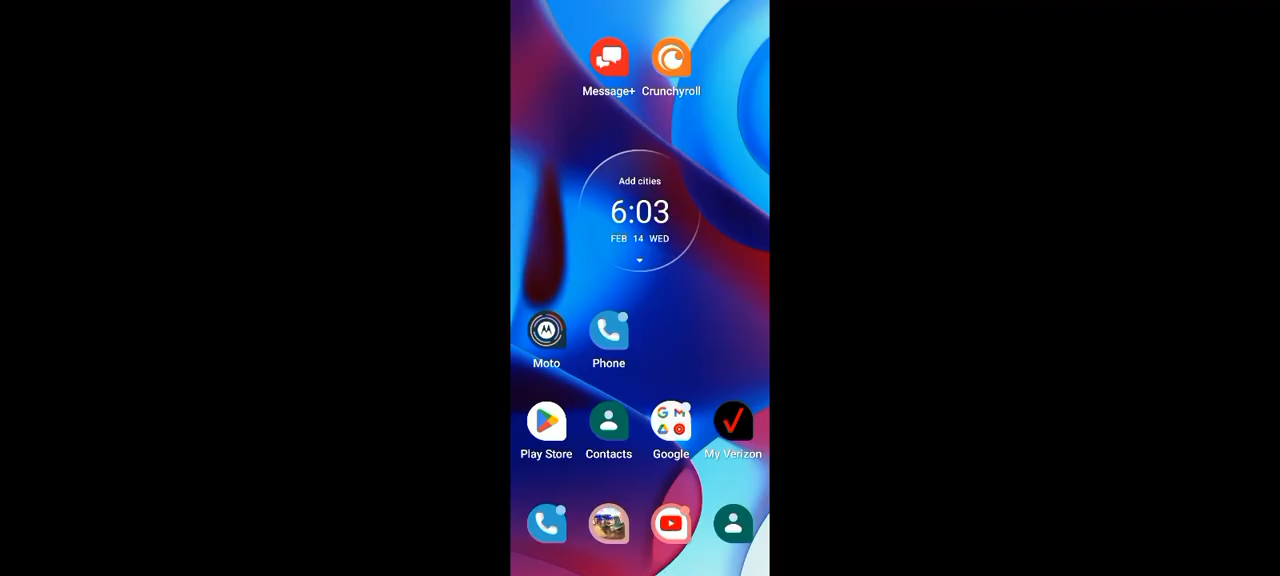 Message+ Crunchyroll
Add cities
6:03
FEB 14 WED
Moto Phone
Play Store Contacts Google My Verizon